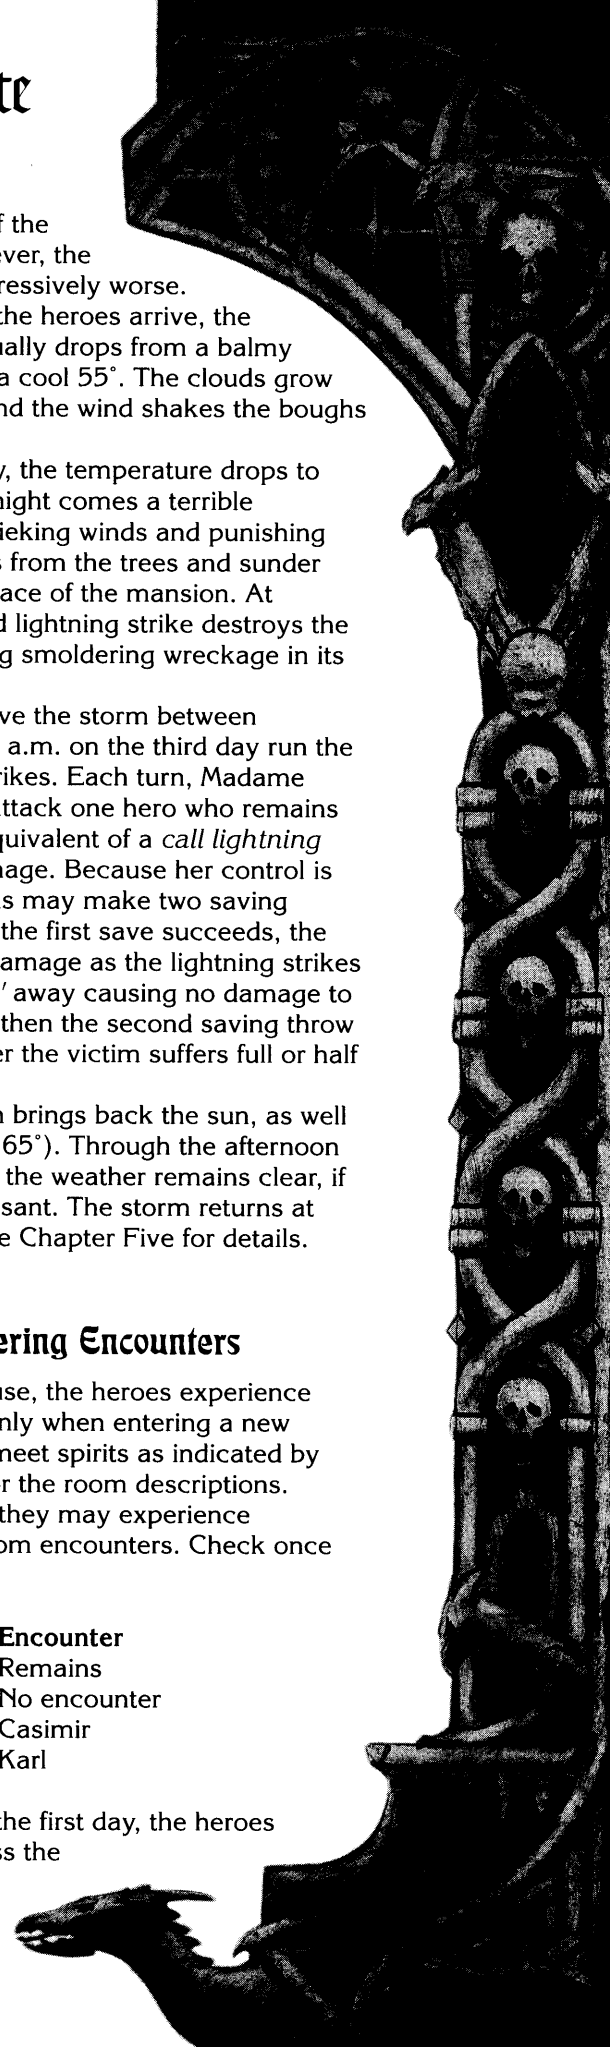 te
f the
ever, the
ressively worse.
the heroes arrive, the
ually drops from a balmy
a cool 55°. The clouds grow
nd the wind shakes the boughs
y, the temperature drops to
night comes a terrible
ieking winds and punishing
s from the trees and sunder
ace of the mansion. At
d lightning strike destroys the
g smoldering wreckage in its
ve the storm between
a.m. on the third day run the
rikes. Each turn, Madame
ttack one hero who remains
quivalent of a call lightning
nage. Because her control is
s may make two saving
the first save succeeds, the
amage as the lightning strikes
' away causing no damage to
then the second saving throw
er the victim suffers full or half
n brings back the sun, as well
65°). Through the afternoon
the weather remains clear, if
sant. The storm returns at
e Chapter Five for details.
ering Encounters
use, the heroes experience
nly when entering a new
meet spirits as indicated by
r the room descriptions.
they may experience
om encounters. Check once
Encounter
Remains
No encounter
Casimir
Karl
the first day, the heroes
ss the